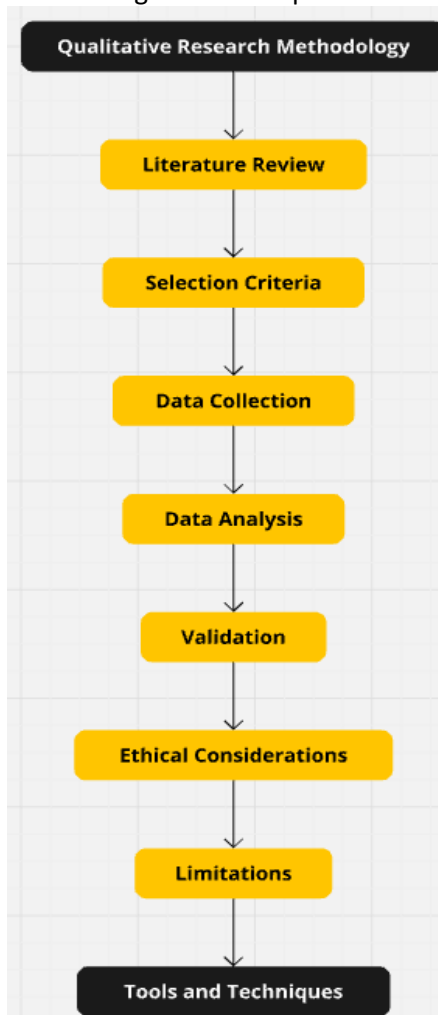 Qualitative Research Methodology
Literature Review
Selection Criteria
Data Collection
Data Analysis
Validation
Ethical Considerations
Limitations
Tools and Techniques